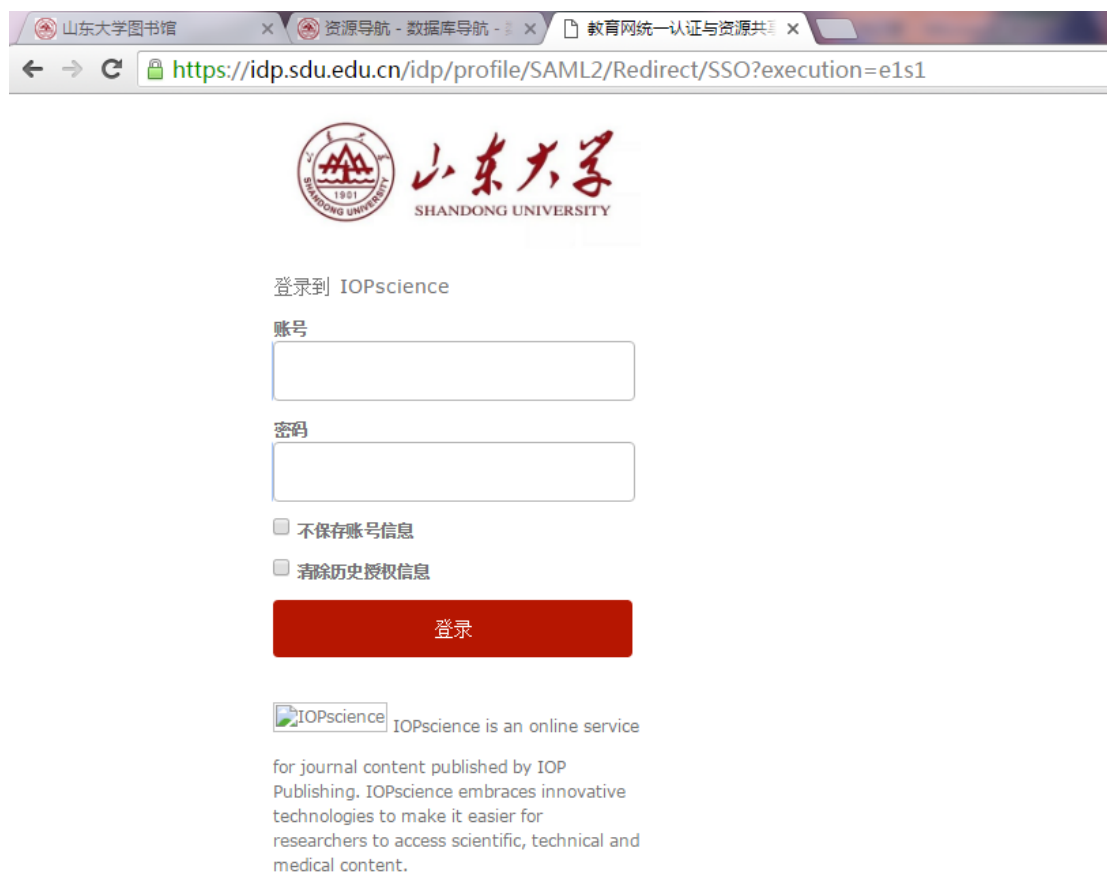 山东大学图书馆
资源导航 - 数据库导航 -
教育网统一认证与资源共享
https://idp.sdu.edu.cn/idp/profile/SAML2/Redirect/SSO?execution=e1s1
山东大学
SHANDONG UNIVERSITY
1901
SHANDONG UNIVERSITY
登录到 IOPscience
账号
密码
不保存账号信息
清除历史授权信息
登录
IOPscience IOPscience is an online service
for journal content published by IOP
Publishing. IOPscience embraces innovative
technologies to make it easier for
researchers to access scientific, technical and
medical content.